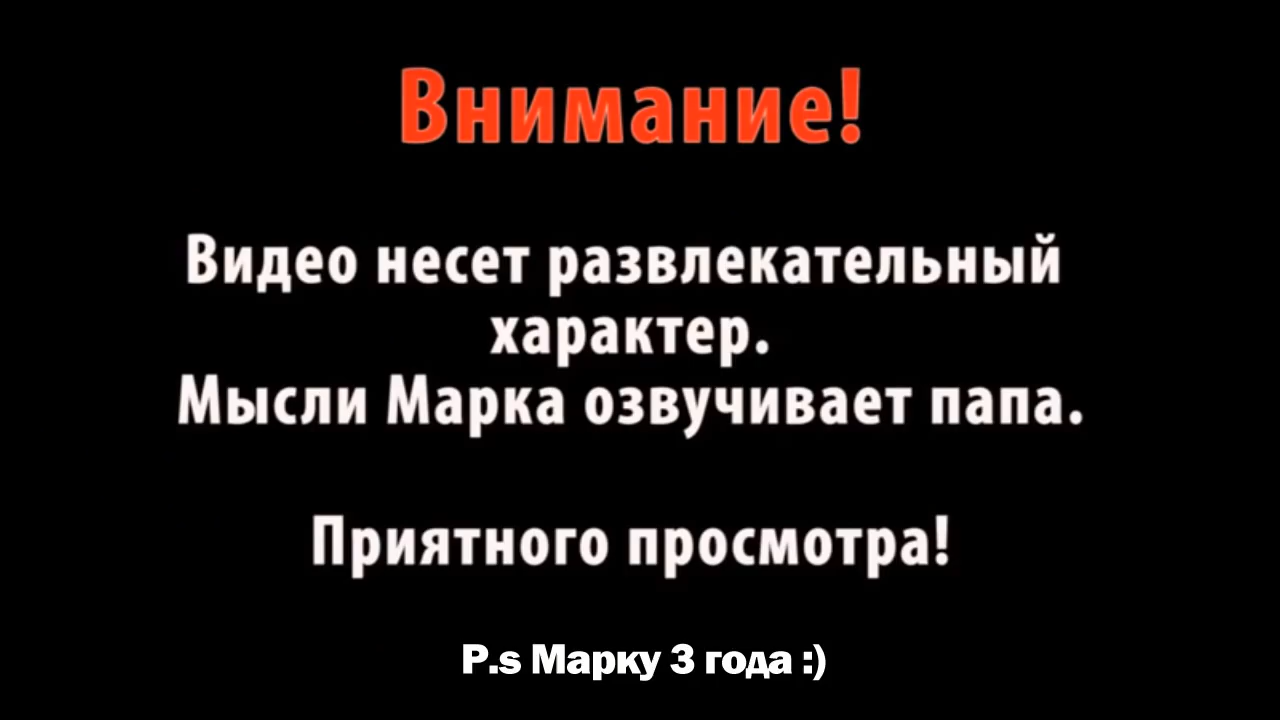 Внимание!
Видео несет развлекательный
характер.
Мысли Марка озвучивает папа.
Приятного просмотра!
P.s Марку 3 года :)